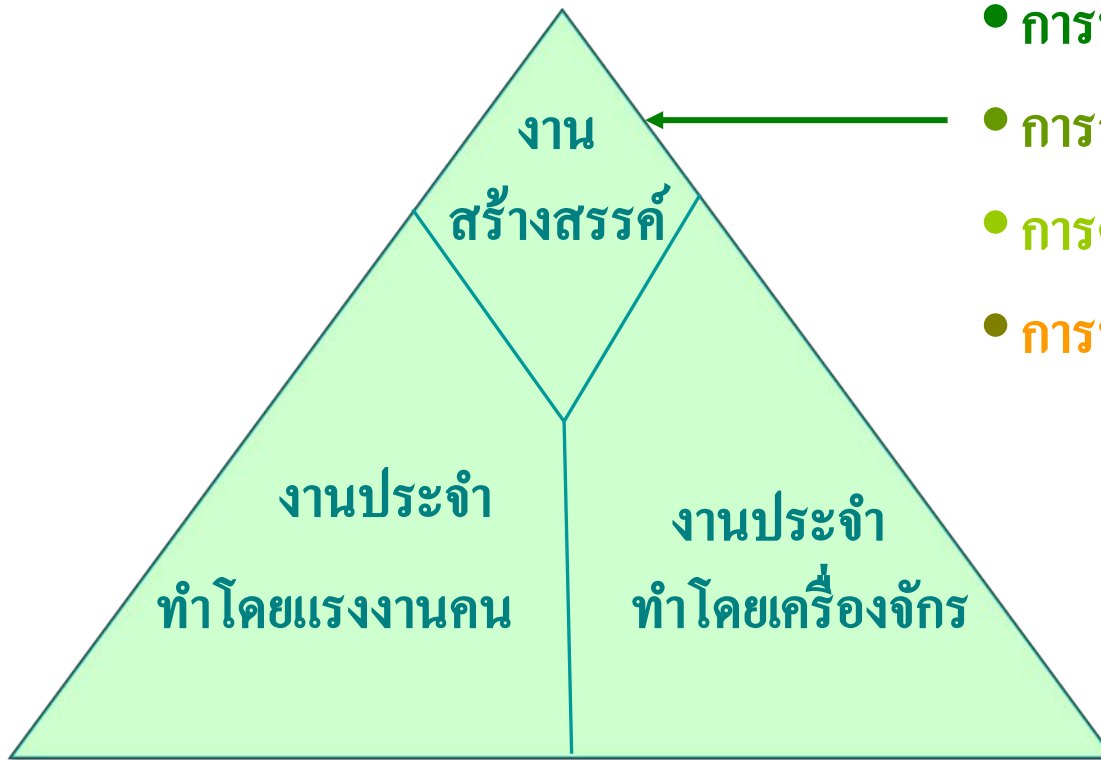 งาน
สร้างสรรค์
งานประจำ
ทำโดยแรงงานคน
งานประจำ
ทำโดยเครื่องจักร
• การ
• การ
• การ
• การ